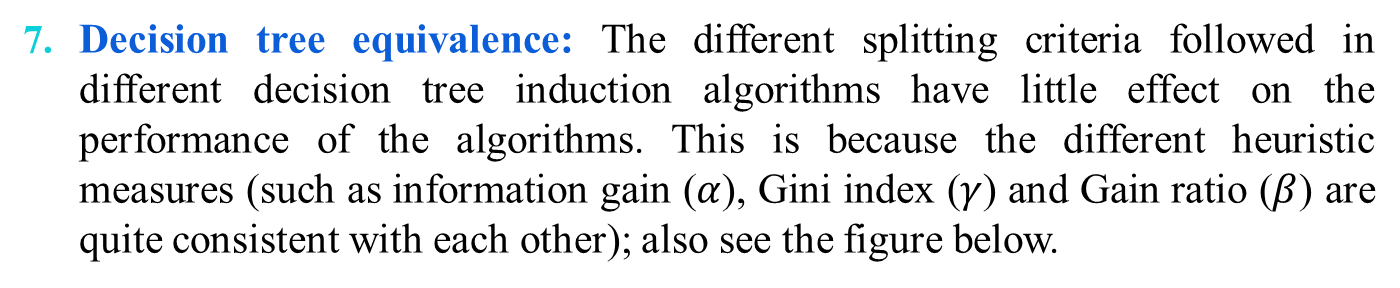 7. Decision tree equivalence: The different splitting criteria followed in
different decision tree induction algorithms have little effect on the
performance of the algorithms. This is because the different heuristic
measures (such as information gain (α), Gini index (γ) and Gain ratio (β) are
quite consistent with each other); also see the figure below.